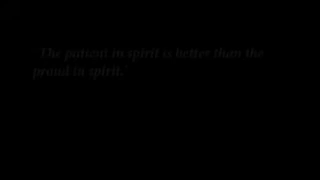 "The patient in spirit is better than the
proud in spirit."